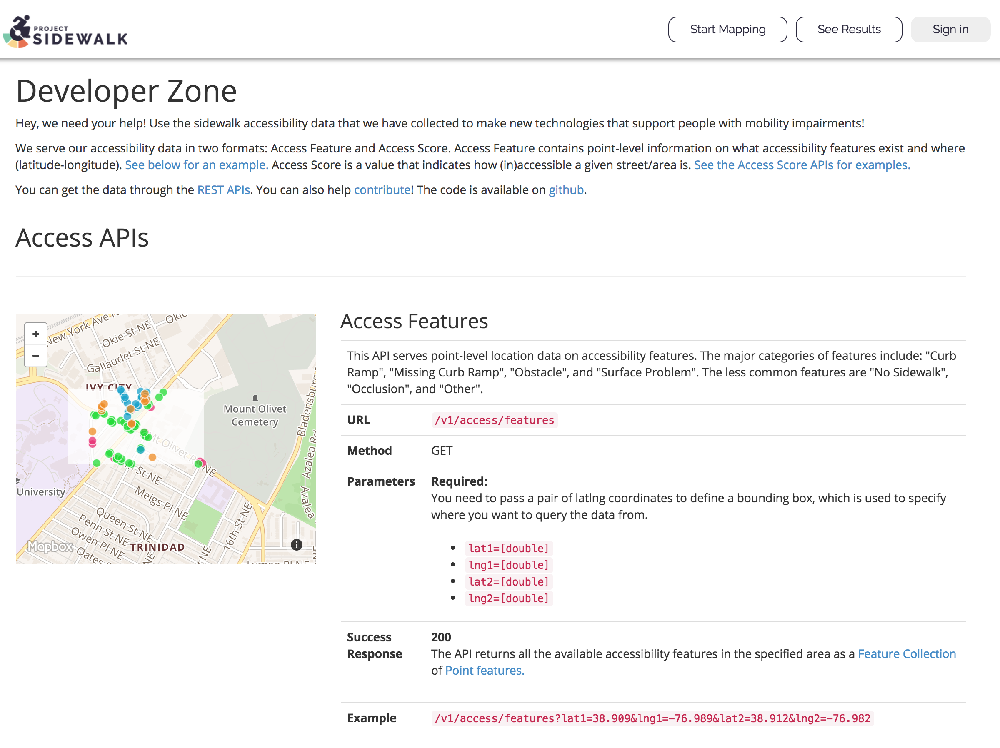 PROJECT
SIDEWALK
Start Mapping
See Results
Sign in
Developer Zone
Hey, we need your help! Use the sidewalk accessibility data that we have collected to make new technologies that support people with mobility impairments!
We serve our accessibility data in two formats: Access Feature and Access Score. Access Feature contains point-level information on what accessibility features exist and where
(latitude-longitude). See below for an example. Access Score is a value that indicates how (in)accessible a given street/area is. See the Access Score APIs for examples.
You can get the data through the REST APIs. You can also help contribute! The code is available on github.
Access APIs
+
−
New York Ave
Okie
Okie St NE
Gallaudet St NE
IVY CITY
Mount Olivet
Cemetery
Bladensburg
Azalea Rd
Azalea
Mt Olivet Rd NE
St NE
University
Meigs Pl NE
Queen St NE
Penn St NE
Owen Pl NE
Oates
16th St NE
NE
NE
TRINIDAD
Mapbox
i
Lyman Pl NE
Access Features
This API serves point-level location data on accessibility features. The major categories of features include: "Curb
Ramp", "Missing Curb Ramp", "Obstacle", and "Surface Problem". The less common features are "No Sidewalk",
"Occlusion", and "Other".
URL /v1/access/features
Method GET
Parameters Required:
You need to pass a pair of latlng coordinates to define a bounding box, which is used to specify
where you want to query the data from.
• lat1=[double]
• lng1=[double]
• lat2=[double]
• lng2=[double]
Success 200
Response The API returns all the available accessibility features in the specified area as a Feature Collection
of Point features.
Example /v1/access/features?lat1=38.909&lng1=-76.989&lat2=38.912&lng2=-76.982